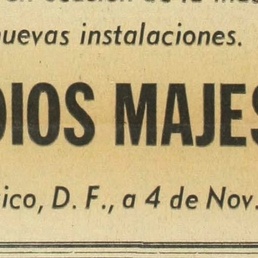 nuevas instalaciones.
DIOS MAJES
ico, D. F., a 4 de Nov.